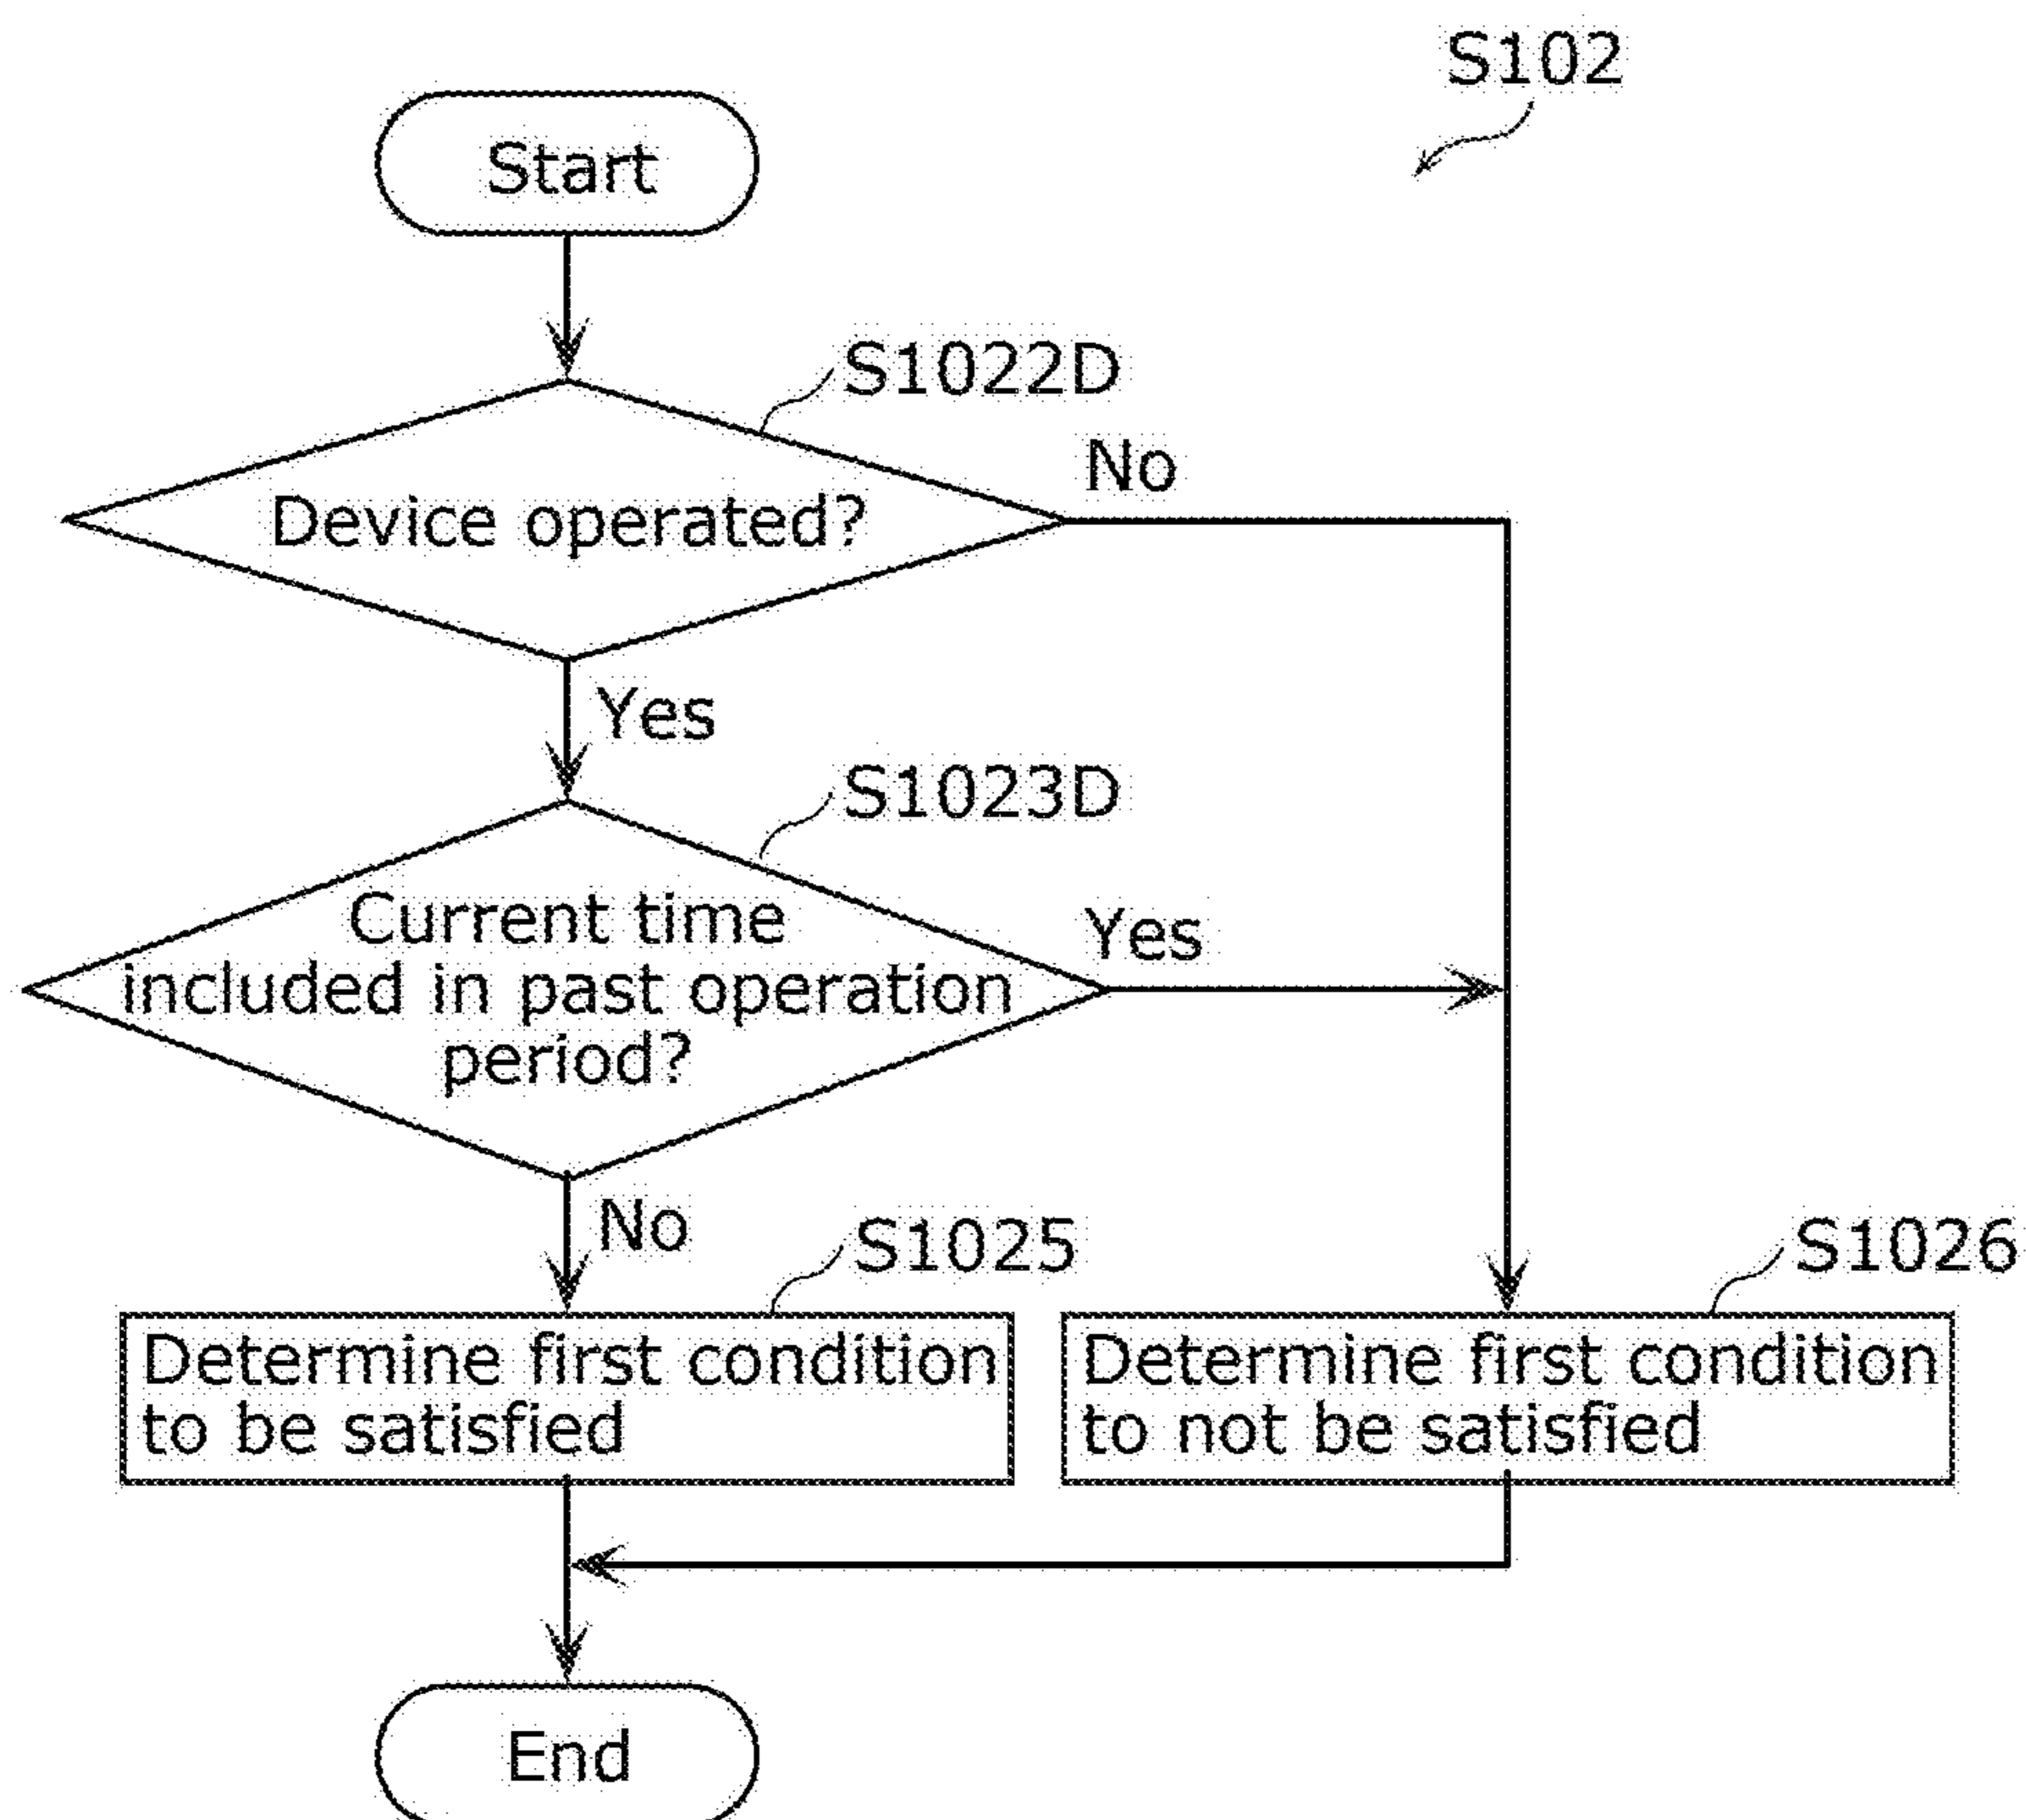 S102
Start
S1022D
No
Device operated?
Yes
S1023D
Current time
included in past operation
period?
Yes
No
S1025
S1026
Determine first condition
to be satisfied
Determine first condition
to not be satisfied
End